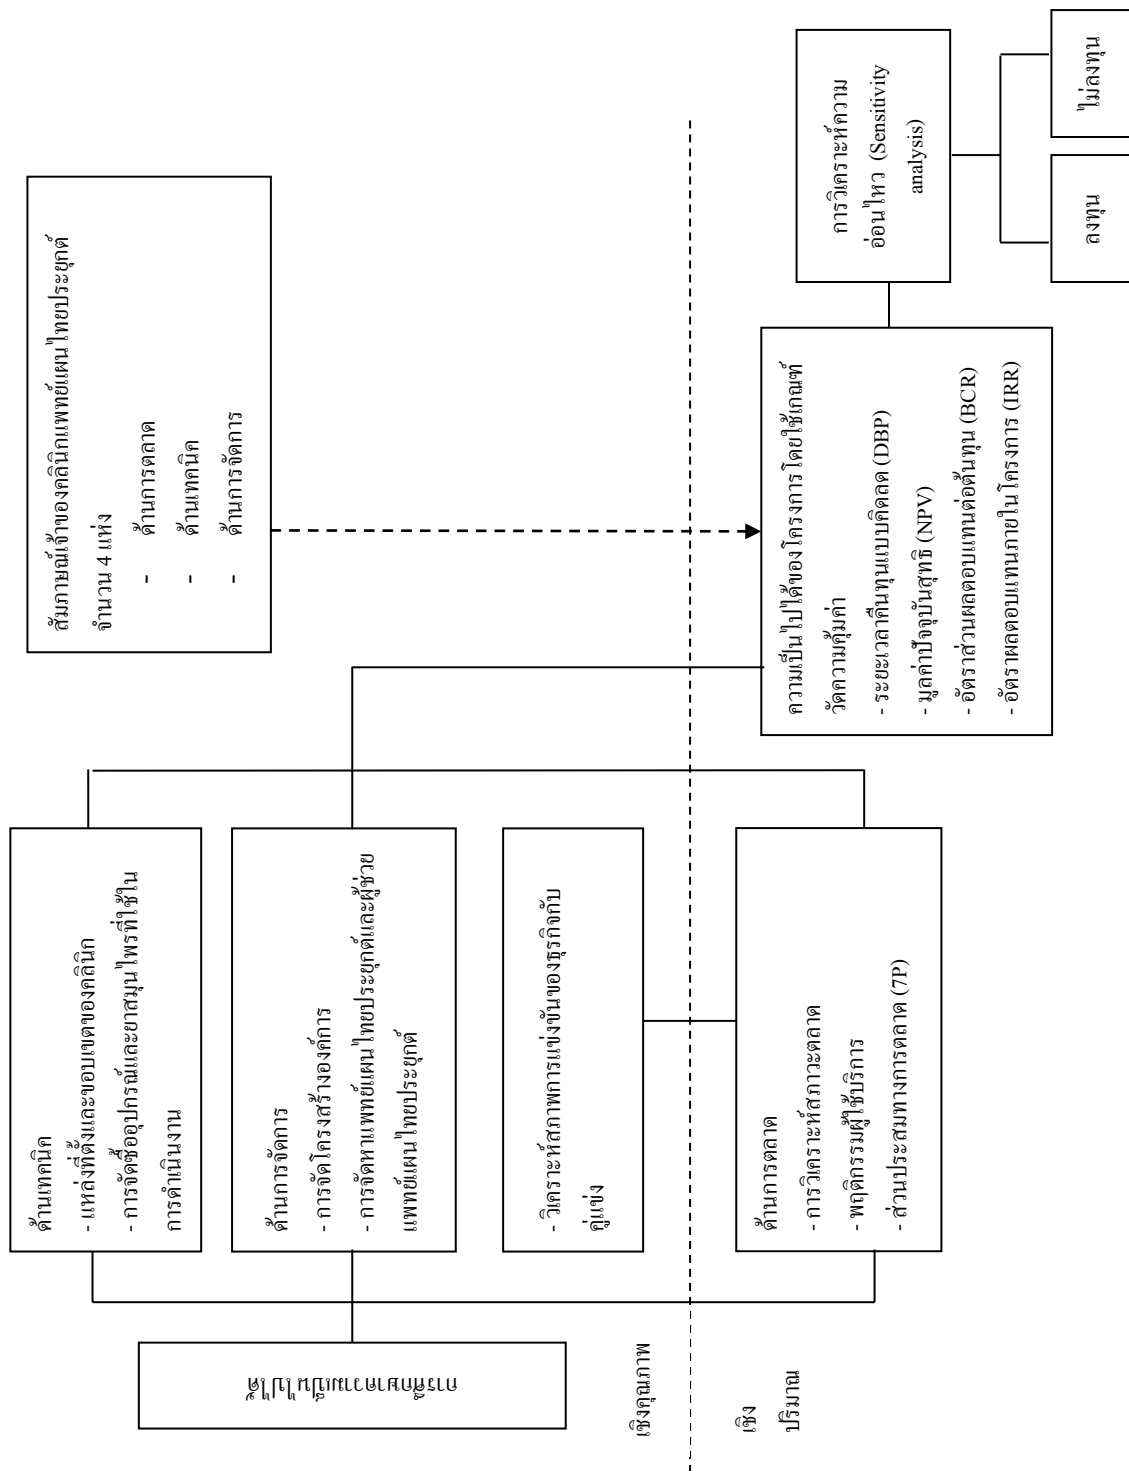 การศึกษาความเป็นไปได้
ด้านเทคนิค
- แหล่งที่ตั้งและขอบเขตของคลินิก
- การจัดซื้ออุปกรณ์และยาสมุนไพรที่ใช้ใน
การดำเนินงาน
ด้านการจัดการ
- การจัดโครงสร้างองค์การ
- การจัดหาแพทย์แผนไทยประยุกต์และผู้ช่วย
แพทย์แผนไทยประยุกต์
- วิเคราะห์สภาพการแข่งขันของธุรกิจกับ
คู่แข่ง
ด้านการตลาด
- การวิเคราะห์สภาวะตลาด
- พฤติกรรมผู้ใช้บริการ
- ส่วนประสมทางการตลาด (7P)
เชิงคุณภาพ
เชิง
ปริมาณ
สัมภาษณ์เจ้าของคลินิกแพทย์แผนไทยประยุกต์
จำนวน 4 แห่ง
- ด้านการตลาด
- ด้านเทคนิค
- ด้านการจัดการ
ความเป็นไปได้ของโครงการโดยใช้เกณฑ์
วัดความคุ้มค่า
- ระยะเวลาคืนทุนแบบคิดลด (DBP)
- มูลค่าปัจจุบันสุทธิ (NPV)
- อัตราส่วนผลตอบแทนต่อต้นทุน (BCR)
- อัตราผลตอบแทนภายในโครงการ (IRR)
การวิเคราะห์ความ
อ่อนไหว (Sensitivity
analysis)
ลงทุน
ไม่ลงทุน